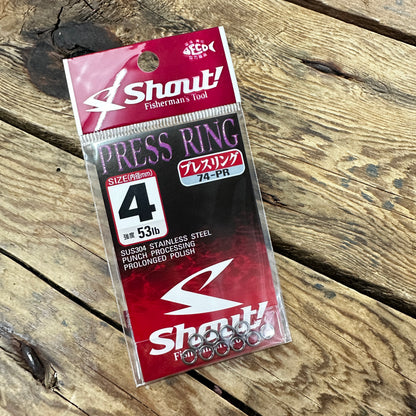 Shout!
Fisherman's Tool
PRESS RING
プレスリング
74-PR
SIZE(内径mm)
4
強度 53lb
SUS304 STAINLESS STEEL
PUNCH PROCESSING
PROLONGED POLISH
Shout!